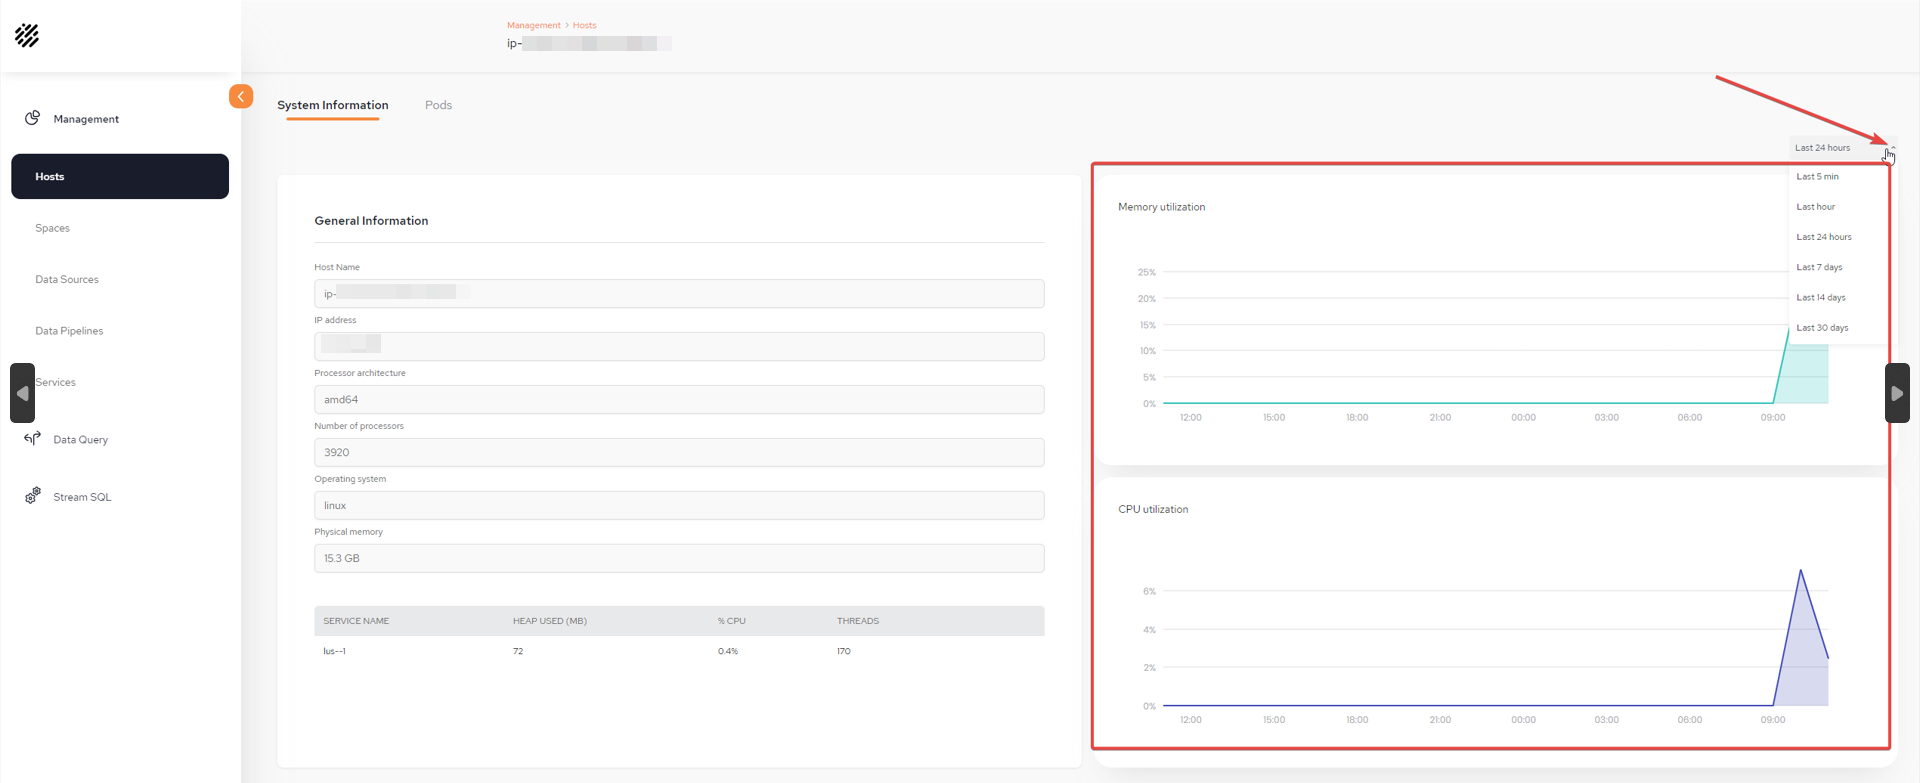 Management > Hosts
ip-
Management
Hosts
Spaces
Data Sources
Data Pipelines
Services
Data Query
Stream SQL
System Information Pods
General Information
Host Name
ip-
IP address
Processor architecture
amd64
Number of processors
3920
Operating system
linux
Physical memory
15.3 GB
SERVICE NAME HEAP USED (MB) % CPU THREADS
lus--1 72 0.4% 170
Last 24 hours
Last 5 min
Last hour
Last 24 hours
Last 7 days
Last 14 days
Last 30 days
Memory utilization
25%
20%
15%
10%
5%
0%
12:00 15:00 18:00 21:00 00:00 03:00 06:00 09:00
CPU utilization
6%
4%
2%
0%
12:00 15:00 18:00 21:00 00:00 03:00 06:00 09:00